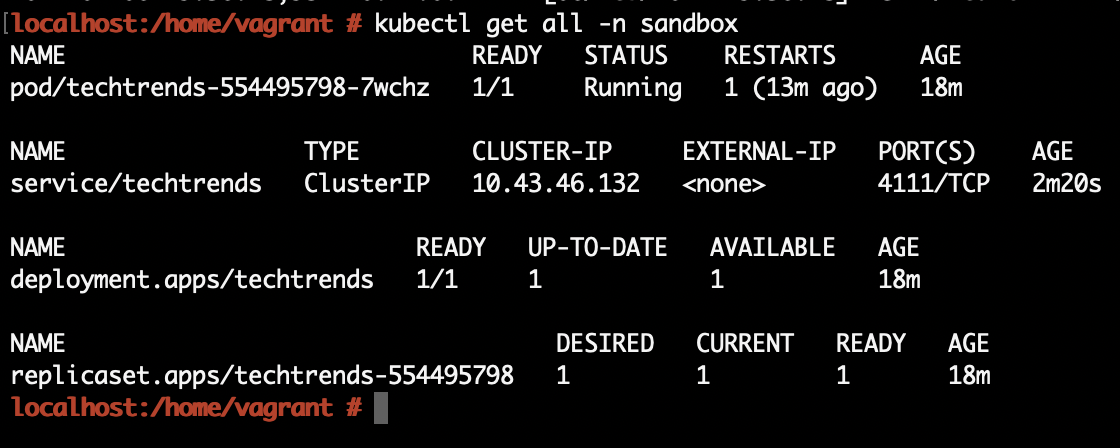 localhost:/home/vagrant # kubectl get all -n sandbox
NAME READY STATUS RESTARTS AGE
pod/techtrends-554495798-7wchz 1/1 Running 1 (13m ago) 18m
NAME TYPE CLUSTER-IP EXTERNAL-IP PORT(S) AGE
service/techtrends ClusterIP 10.43.46.132 <none> 4111/TCP 2m20s
NAME READY UP-TO-DATE AVAILABLE AGE
deployment.apps/techtrends 1/1 1 1 18m
NAME DESIRED CURRENT READY AGE
replicaset.apps/techtrends-554495798 1 1 1 18m
localhost:/home/vagrant #